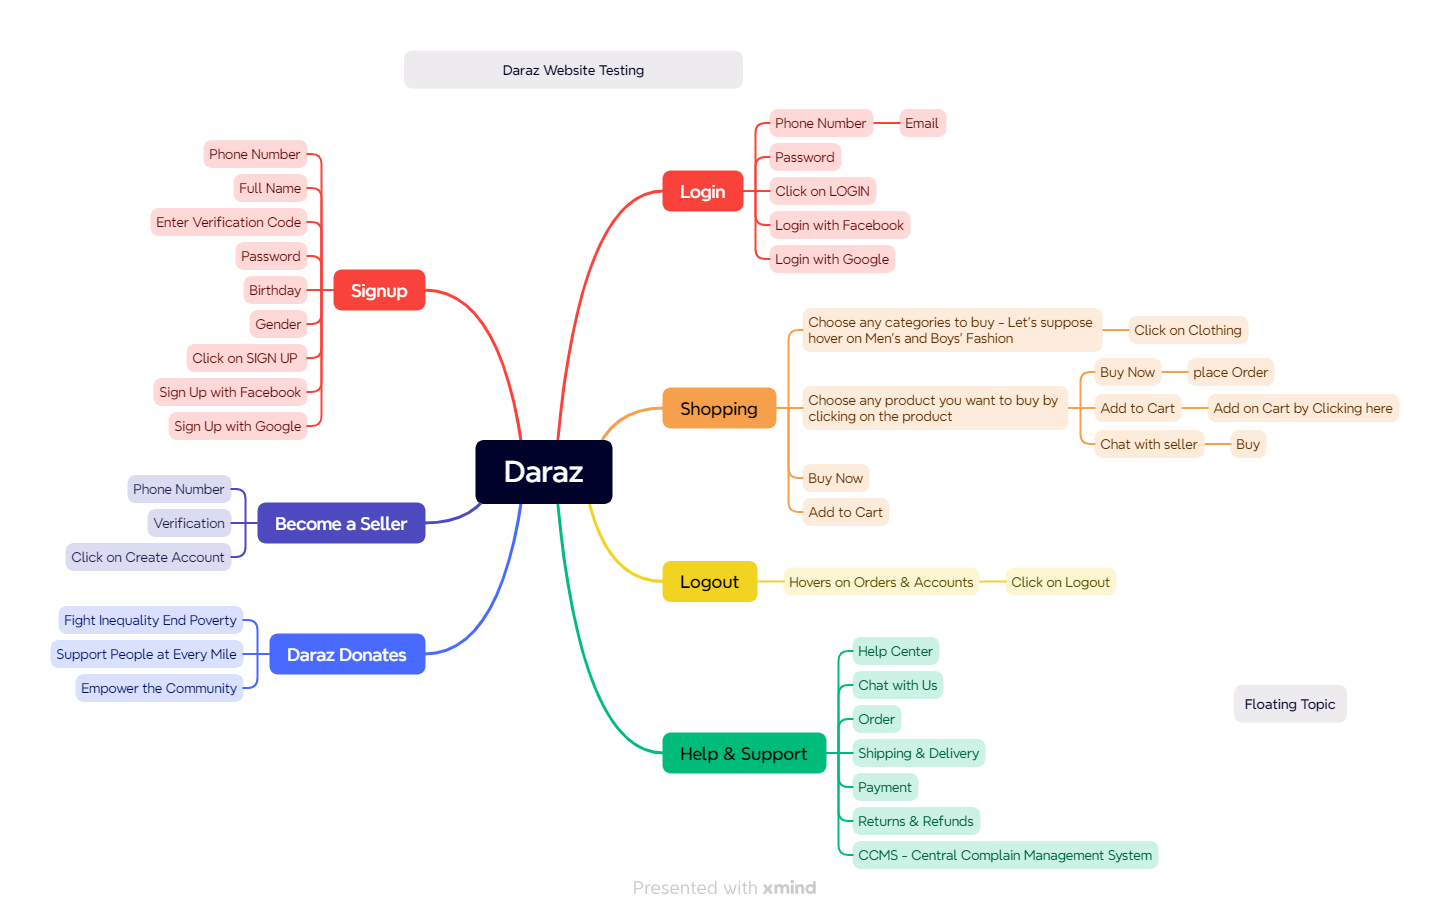 Daraz Website Testing
Daraz
Login
Phone Number
Email
Password
Click on LOGIN
Login with Facebook
Login with Google
Shopping
Choose any categories to buy - Let's suppose
hover on Men's and Boys' Fashion
Click on Clothing
Choose any product you want to buy by
clicking on the product
Buy Now
place Order
Add to Cart
Add on Cart by Clicking here
Chat with seller
Buy
Buy Now
Add to Cart
Logout
Hovers on Orders & Accounts
Click on Logout
Help & Support
Help Center
Chat with Us
Order
Shipping & Delivery
Payment
Returns & Refunds
CCMS - Central Complain Management System
Signup
Phone Number
Full Name
Enter Verification Code
Password
Birthday
Gender
Click on SIGN UP
Sign Up with Facebook
Sign Up with Google
Become a Seller
Phone Number
Verification
Click on Create Account
Daraz Donates
Fight Inequality End Poverty
Support People at Every Mile
Empower the Community
Floating Topic
Presented with xmind